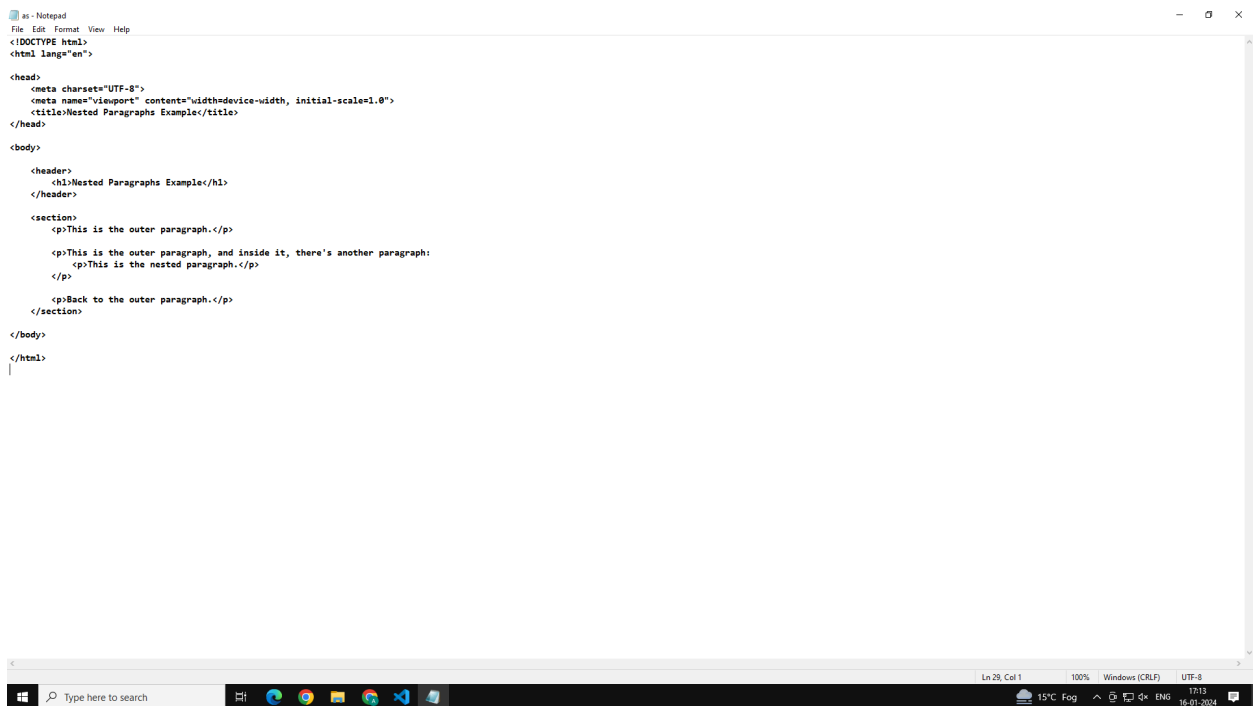 as - Notepad
File Edit Format View Help
<!DOCTYPE html>
<html lang="en">
<head>
<meta charset="UTF-8">
<meta name="viewport" content="width=device-width, initial-scale=1.0">
<title>Nested Paragraphs Example</title>
</head>
<body>
<header>
<h1>Nested Paragraphs Example</h1>
</header>
<section>
<p>This is the outer paragraph.</p>
<p>This is the outer paragraph, and inside it, there's another paragraph:
<p>This is the nested paragraph.</p>
</p>
<p>Back to the outer paragraph.</p>
</section>
</body>
</html>
Ln 29, Col 1 100% Windows (CRLF) UTF-8
Type here to search 15°C Fog ENG 17:13
16-01-2024